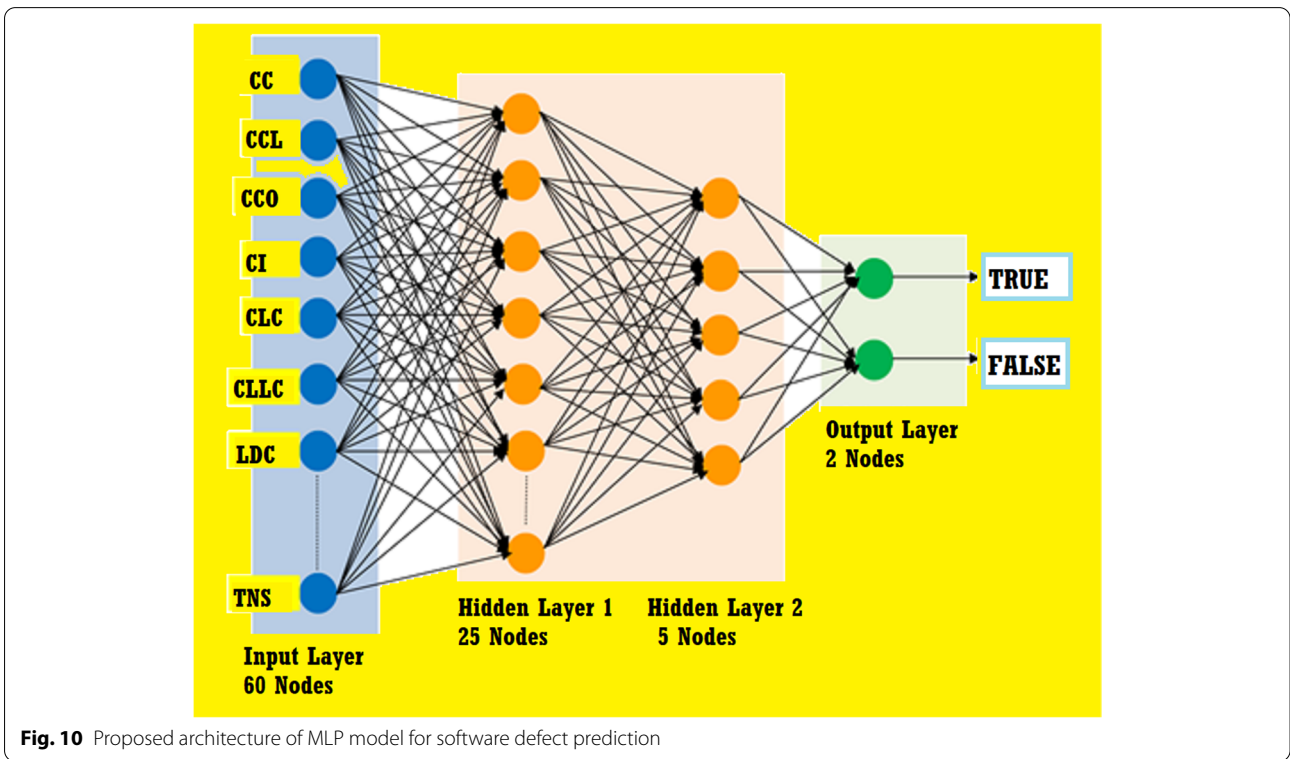 CC
CCL
CCO
CI
CLC
CLLC
LDC
TNS
TRUE
FALSE
Output Layer
2 Nodes
Hidden Layer 1
25 Nodes
Hidden Layer 2
5 Nodes
Input Layer
60 Nodes
Fig. 10 Proposed architecture of MLP model for software defect prediction